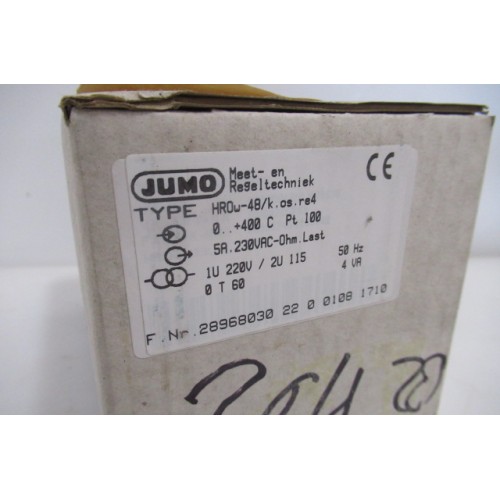 JUMO Meet- en
Regeltechniek
CE
TYPE HROw-48/k.os.re4
0..+400 C Pt 100
5A.230VAC-Ohm.Last
1U 220V / 2U 115 50 Hz
0 T 60 4 VA
F.Nr. 28968030 22 0 0108 1710